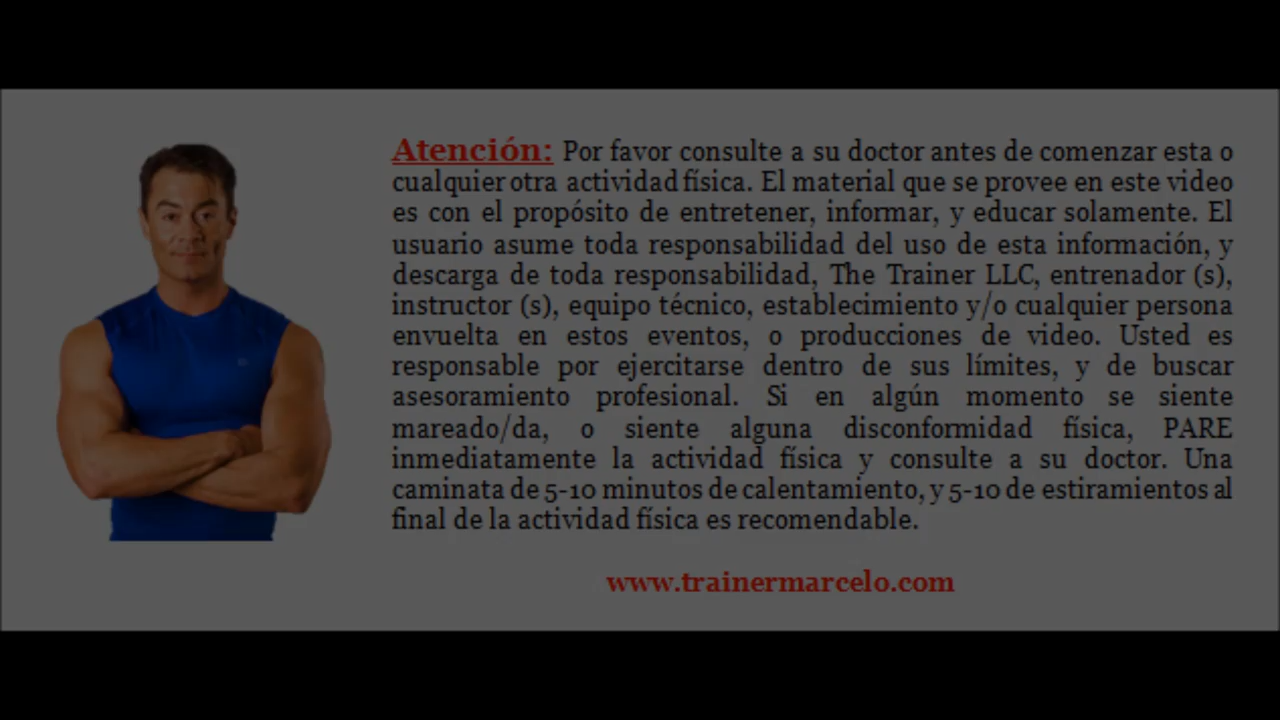 Atención: Por favor consulte a su doctor antes de comenzar esta o
cualquier otra actividad física. El material que se provee en este video
es con el propósito de entretener, informar, y educar solamente. El
usuario asume toda responsabilidad del uso de esta información, y
descarga de toda responsabilidad, The Trainer LLC, entrenador (s),
instructor (s), equipo técnico, establecimiento y/o cualquier persona
envuelta en estos eventos, o producciones de video. Usted es
responsable por ejercitarse dentro de sus límites, y de buscar
asesoramiento profesional. Si en algún momento se siente
mareado/da, o siente alguna disconformidad física, PARE
inmediatamente la actividad física y consulte a su doctor. Una
caminata de 5-10 minutos de calentamiento, y 5-10 de estiramientos al
final de la actividad física es recomendable.
www.trainermarcelo.com